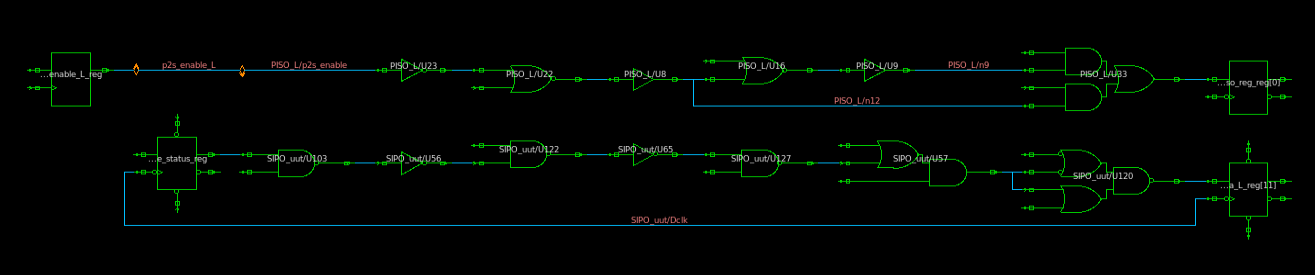 p2s_enable_L
PISO_L/p2s_enable
...enable_L_reg
PISO_L/U23
PISO_L/U22
PISO_L/U8
PISO_L/U16
PISO_L/U9
PISO_L/n9
PISO_L/U33
...so_reg_reg[0]
PISO_L/n12
...e_status_reg
SIPO_uut/U103
SIPO_uut/U56
SIPO_uut/U122
SIPO_uut/U65
SIPO_uut/U127
SIPO_uut/U57
SIPO_uut/U120
...a_L_reg[11]
SIPO_uut/Dclk